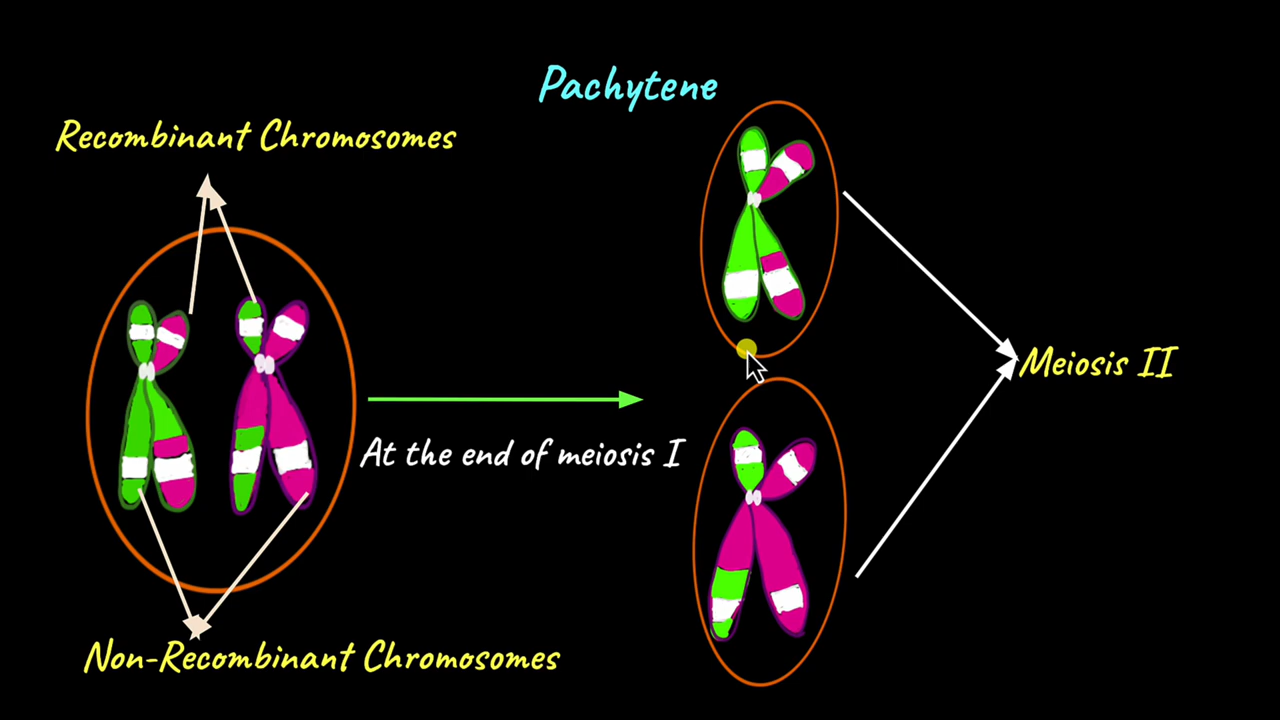 Pachytene
Recombinant Chromosomes
Meiosis II
At the end of meiosis I
Non-Recombinant Chromosomes